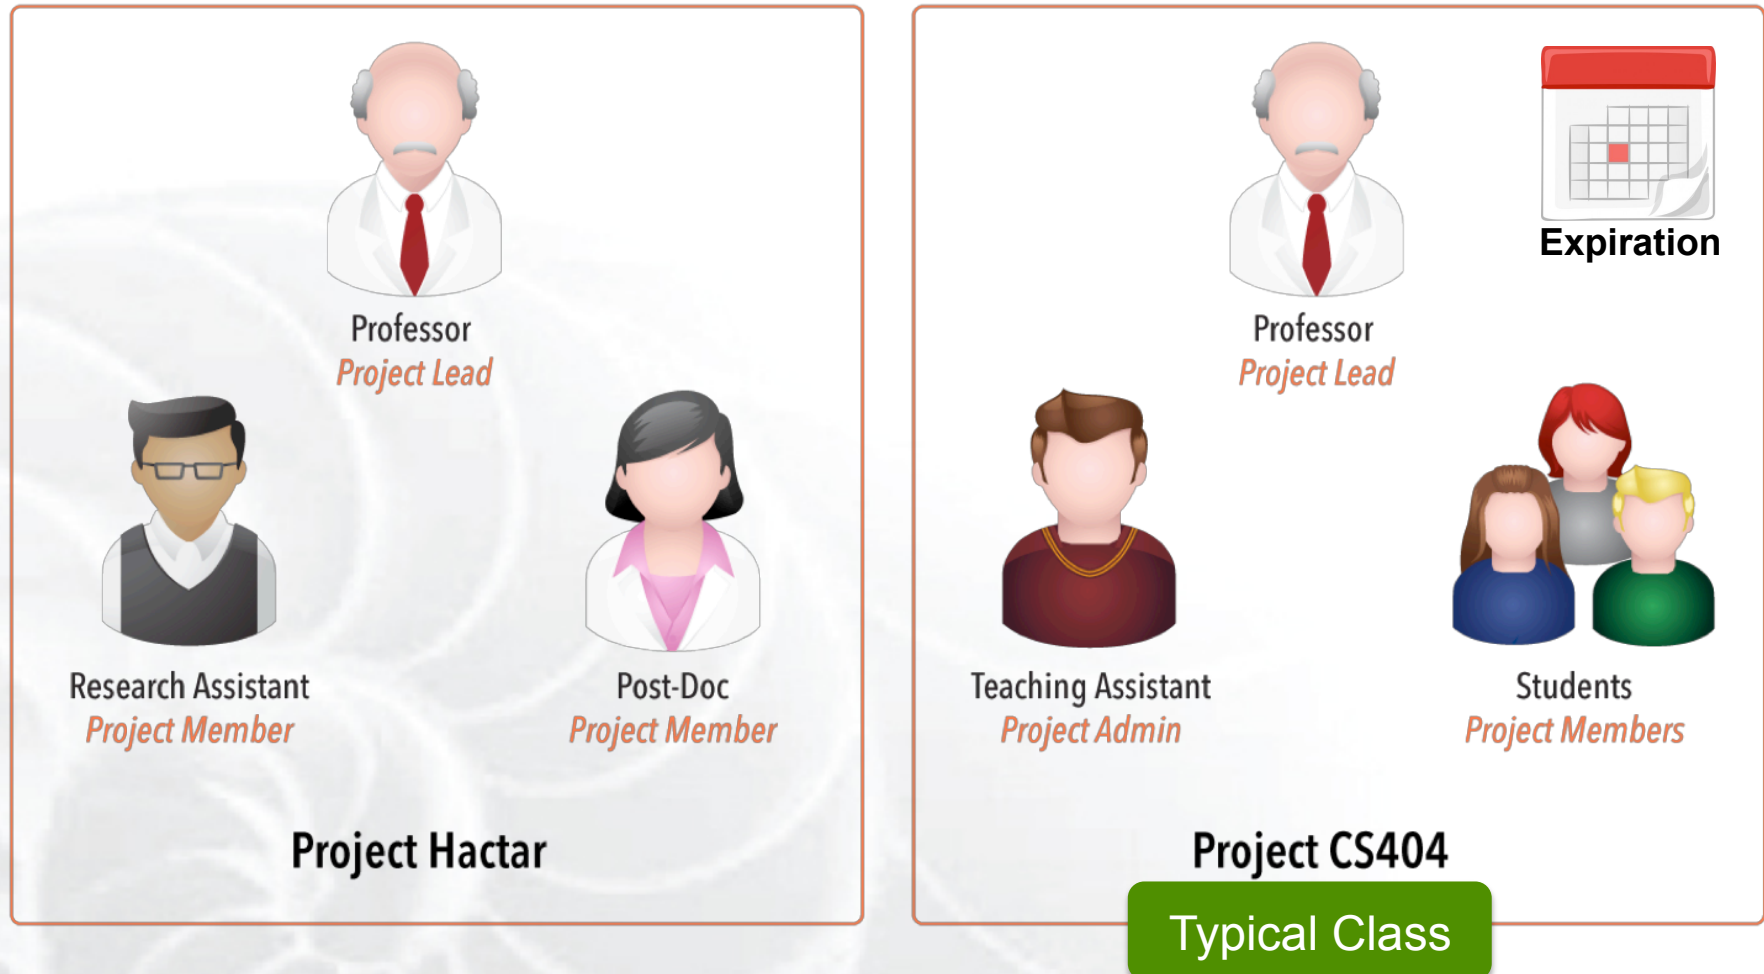 Professor
Project Lead
Research Assistant
Project Member
Post-Doc
Project Member
Project Hactar
Expiration
Professor
Project Lead
Teaching Assistant
Project Admin
Students
Project Members
Project CS404
Typical Class